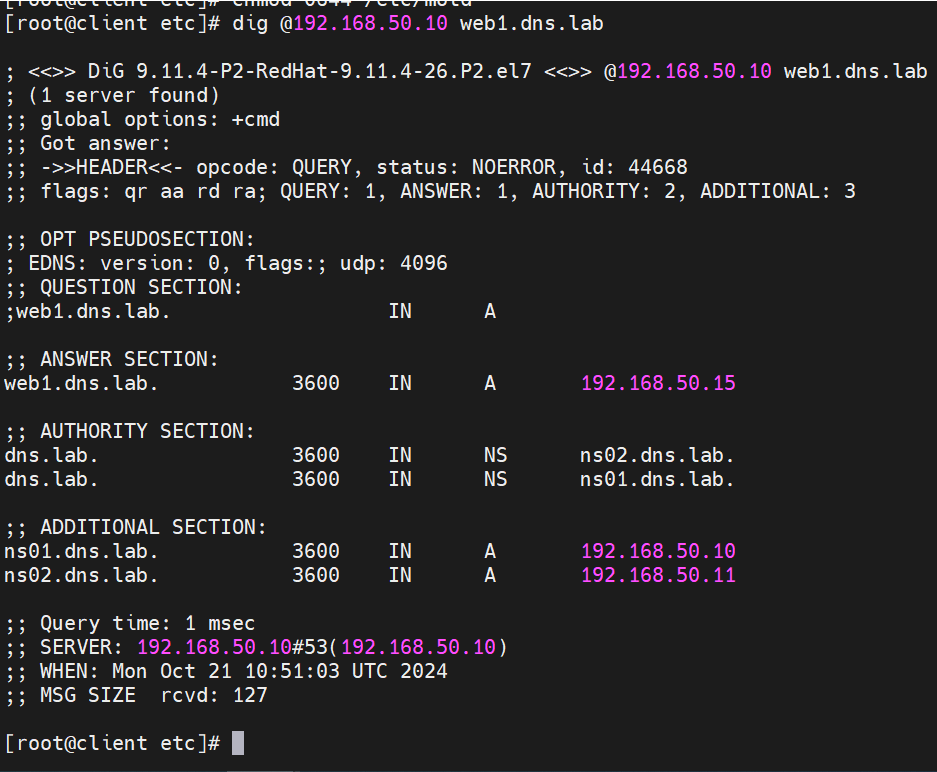 [root@client etc]# chmod 0644 /etc/motd
[root@client etc]# dig @192.168.50.10 web1.dns.lab
; <<>> DiG 9.11.4-P2-RedHat-9.11.4-26.P2.el7 <<>> @192.168.50.10 web1.dns.lab
; (1 server found)
;; global options: +cmd
;; Got answer:
;; ->>HEADER<<- opcode: QUERY, status: NOERROR, id: 44668
;; flags: qr aa rd ra; QUERY: 1, ANSWER: 1, AUTHORITY: 2, ADDITIONAL: 3
;; OPT PSEUDOSECTION:
; EDNS: version: 0, flags:; udp: 4096
;; QUESTION SECTION:
;web1.dns.lab. IN A
;; ANSWER SECTION:
web1.dns.lab. 3600 IN A 192.168.50.15
;; AUTHORITY SECTION:
dns.lab. 3600 IN NS ns02.dns.lab.
dns.lab. 3600 IN NS ns01.dns.lab.
;; ADDITIONAL SECTION:
ns01.dns.lab. 3600 IN A 192.168.50.10
ns02.dns.lab. 3600 IN A 192.168.50.11
;; Query time: 1 msec
;; SERVER: 192.168.50.10#53(192.168.50.10)
;; WHEN: Mon Oct 21 10:51:03 UTC 2024
;; MSG SIZE rcvd: 127
[root@client etc]#